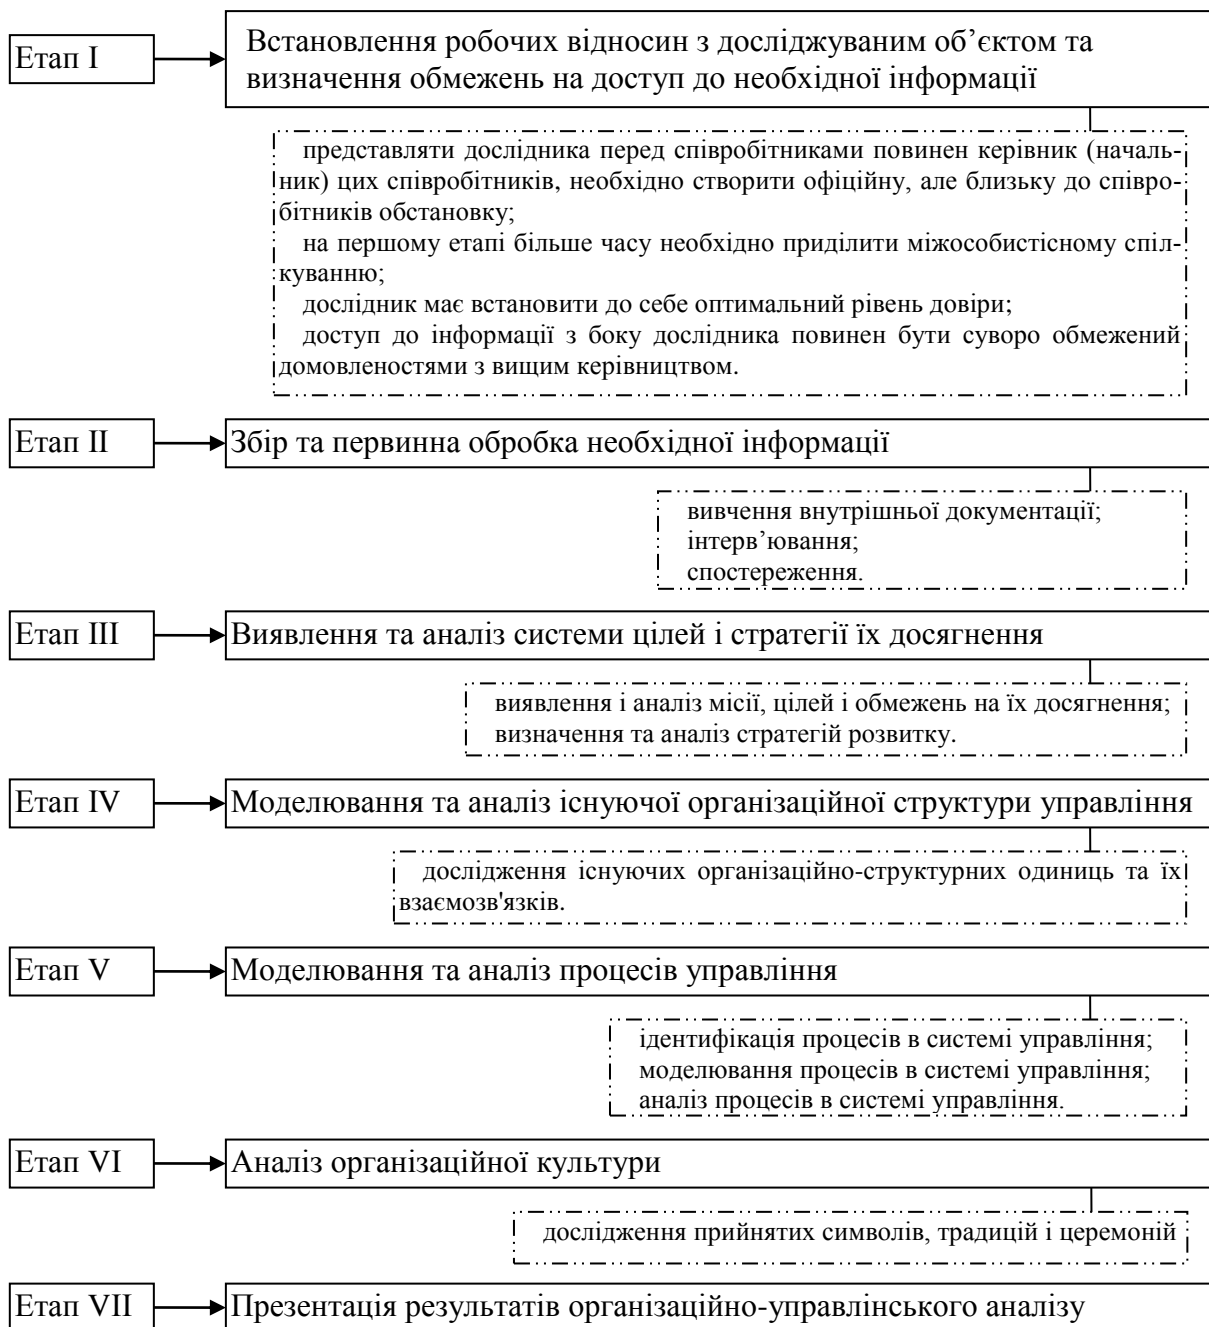 Етап I
Встановлення робочих відносин з досліджуваним об’єктом та
визначення обмежень на доступ до необхідної інформації
представляти дослідника перед співробітниками повинен керівник (началь-
ник) цих співробітників, необхідно створити офіційну, але близьку до співро-
бітників обстановку;
на першому етапі більше часу необхідно приділити міжособистісному спіл-
куванню;
дослідник має встановити до себе оптимальний рівень довіри;
доступ до інформації з боку дослідника повинен бути суворо обмежений
домовленостями з вищим керівництвом.
Етап II
Збір та первинна обробка необхідної інформації
вивчення внутрішньої документації;
інтерв’ювання;
спостереження.
Етап III
Виявлення та аналіз системи цілей і стратегії їх досягнення
виявлення і аналіз місії, цілей і обмежень на їх досягнення;
визначення та аналіз стратегій розвитку.
Етап IV
Моделювання та аналіз існуючої організаційної структури управління
дослідження існуючих організаційно-структурних одиниць та їх
взаємозв'язків.
Етап V
Моделювання та аналіз процесів управління
ідентифікація процесів в системі управління;
моделювання процесів в системі управління;
аналіз процесів в системі управління.
Етап VI
Аналіз організаційної культури
дослідження прийнятих символів, традицій і церемоній
Етап VII
Презентація результатів організаційно-управлінського аналізу